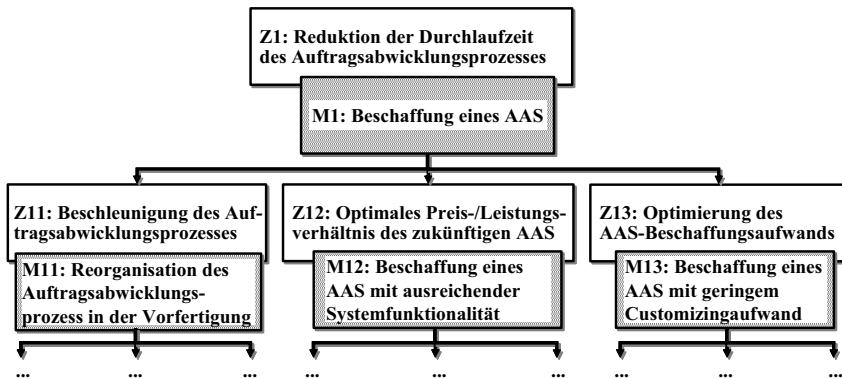 Z1: Reduktion der Durchlaufzeit
des Auftragsabwicklungsprozesses
M1: Beschaffung eines AAS
Z11: Beschleunigung des Auf-
tragsabwicklungsprozesses
M11: Reorganisation des
Auftragsabwicklungs-
prozess in der Vorfertigung
Z12: Optimales Preis-/Leistungs-
verhältnis des zukünftigen AAS
M12: Beschaffung eines
AAS mit ausreichender
Systemfunktionalität
Z13: Optimierung des
AAS-Beschaffungsaufwands
M13: Beschaffung eines
AAS mit geringem
Customizingaufwand
... ... ... ... ... ... ... ... ...